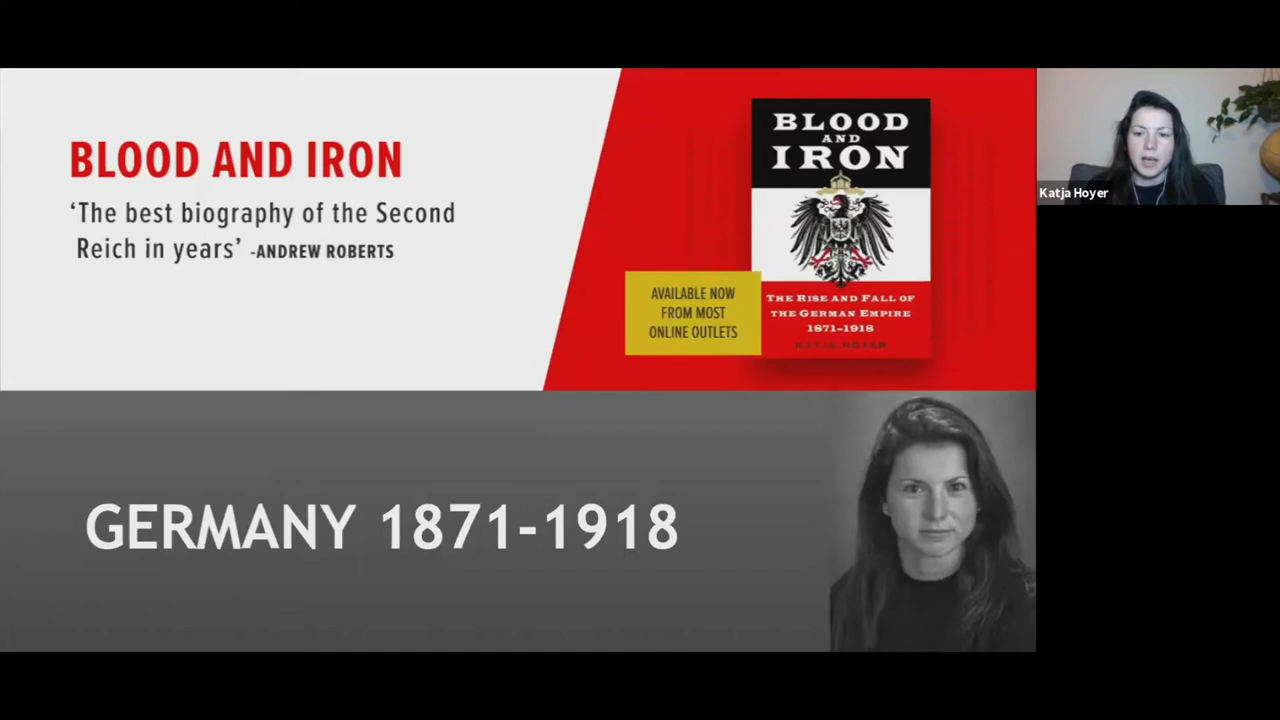 BLOOD AND IRON
‘The best biography of the Second
Reich in years’ -ANDREW ROBERTS
BLOOD
AND
IRON
THE RISE AND FALL OF
THE GERMAN EMPIRE
1871–1918
KATJA HOYER
AVAILABLE NOW
FROM MOST
ONLINE OUTLETS
GERMANY 1871-1918
Katja Hoyer